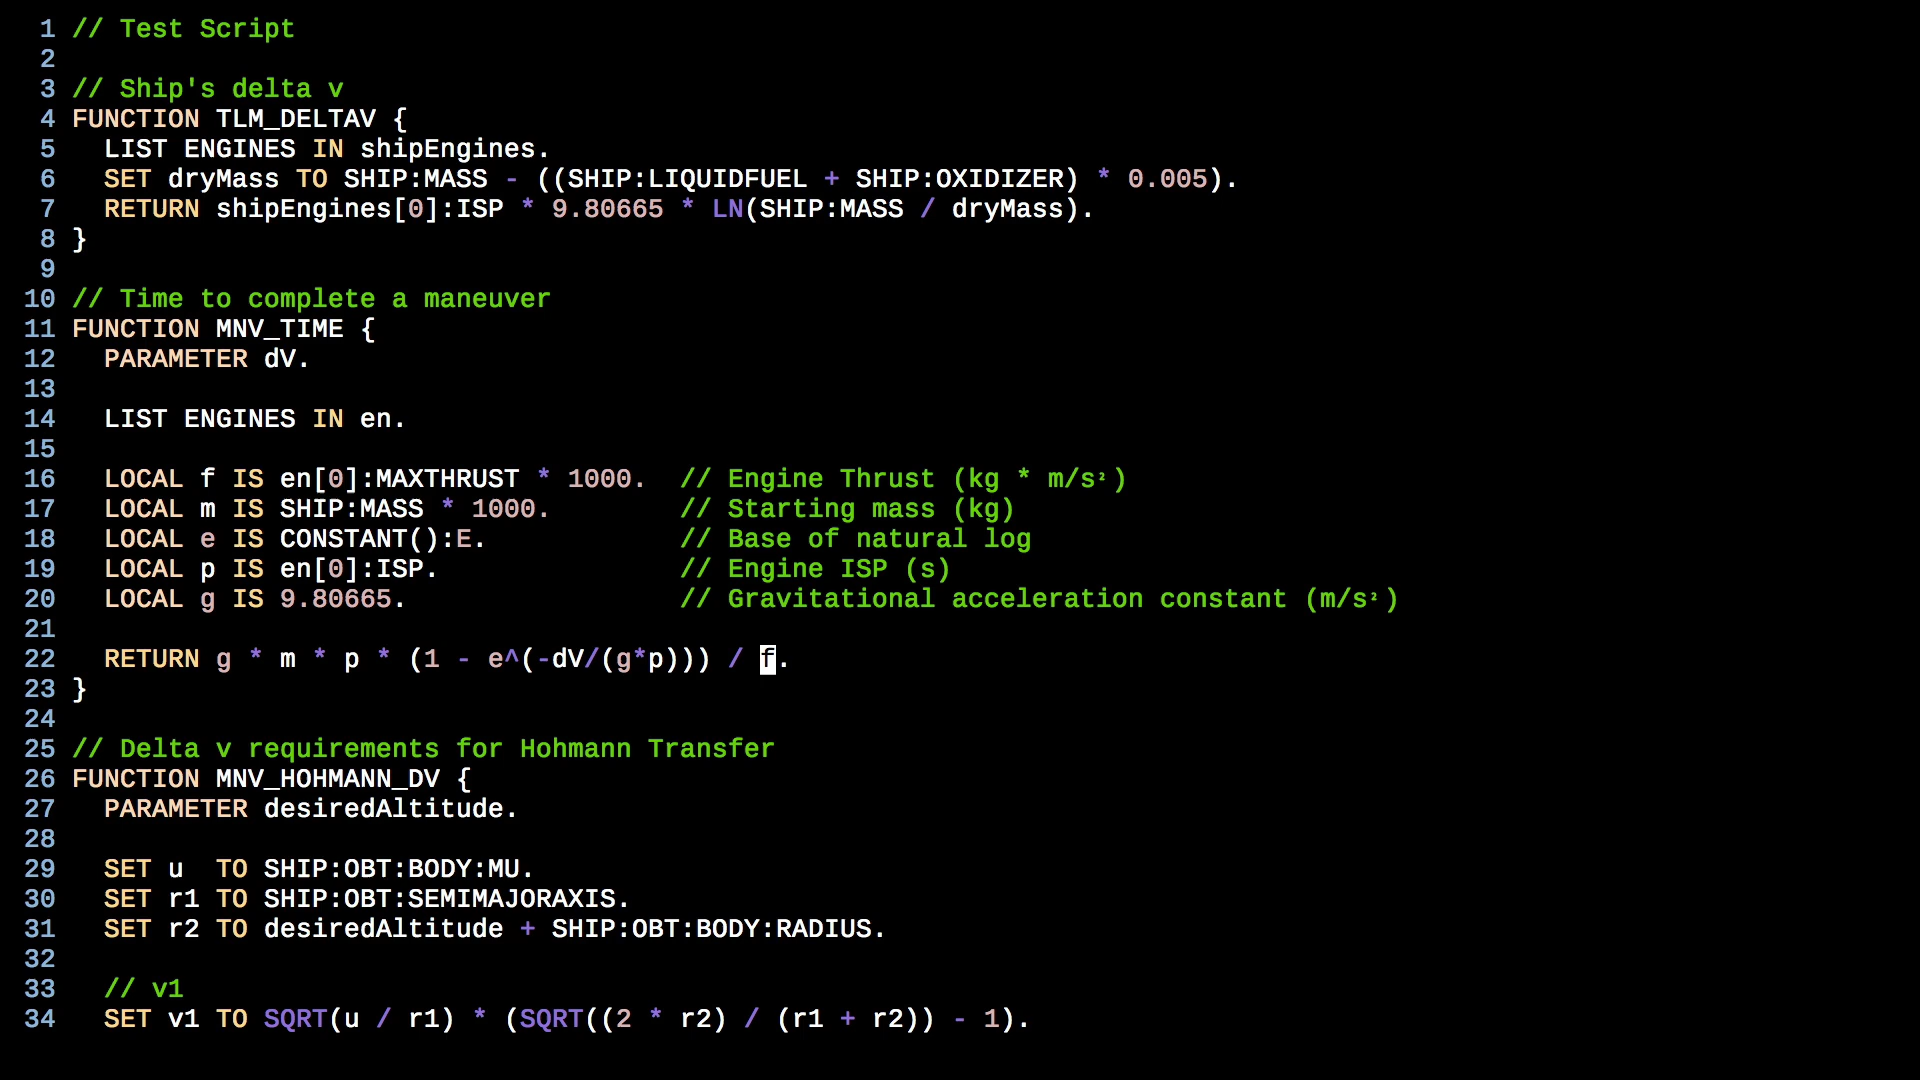 1 // Test Script
2
3 // Ship's delta v
4 FUNCTION TLM_DELTAV {
5   LIST ENGINES IN shipEngines.
6   SET dryMass TO SHIP:MASS - ((SHIP:LIQUIDFUEL + SHIP:OXIDIZER) * 0.005).
7   RETURN shipEngines[0]:ISP * 9.80665 * LN(SHIP:MASS / dryMass).
8 }
9
10 // Time to complete a maneuver
11 FUNCTION MNV_TIME {
12   PARAMETER dV.
13
14   LIST ENGINES IN en.
15
16   LOCAL f IS en[0]:MAXTHRUST * 1000.  // Engine Thrust (kg * m/s²)
17   LOCAL m IS SHIP:MASS * 1000.        // Starting mass (kg)
18   LOCAL e IS CONSTANT():E.            // Base of natural log
19   LOCAL p IS en[0]:ISP.               // Engine ISP (s)
20   LOCAL g IS 9.80665.                 // Gravitational acceleration constant (m/s²)
21
22   RETURN g * m * p * (1 - e^(-dV/(g*p))) / f.
23 }
24
25 // Delta v requirements for Hohmann Transfer
26 FUNCTION MNV_HOHMANN_DV {
27   PARAMETER desiredAltitude.
28
29   SET u  TO SHIP:OBT:BODY:MU.
30   SET r1 TO SHIP:OBT:SEMIMAJORAXIS.
31   SET r2 TO desiredAltitude + SHIP:OBT:BODY:RADIUS.
32
33   // v1
34   SET v1 TO SQRT(u / r1) * (SQRT((2 * r2) / (r1 + r2)) - 1).